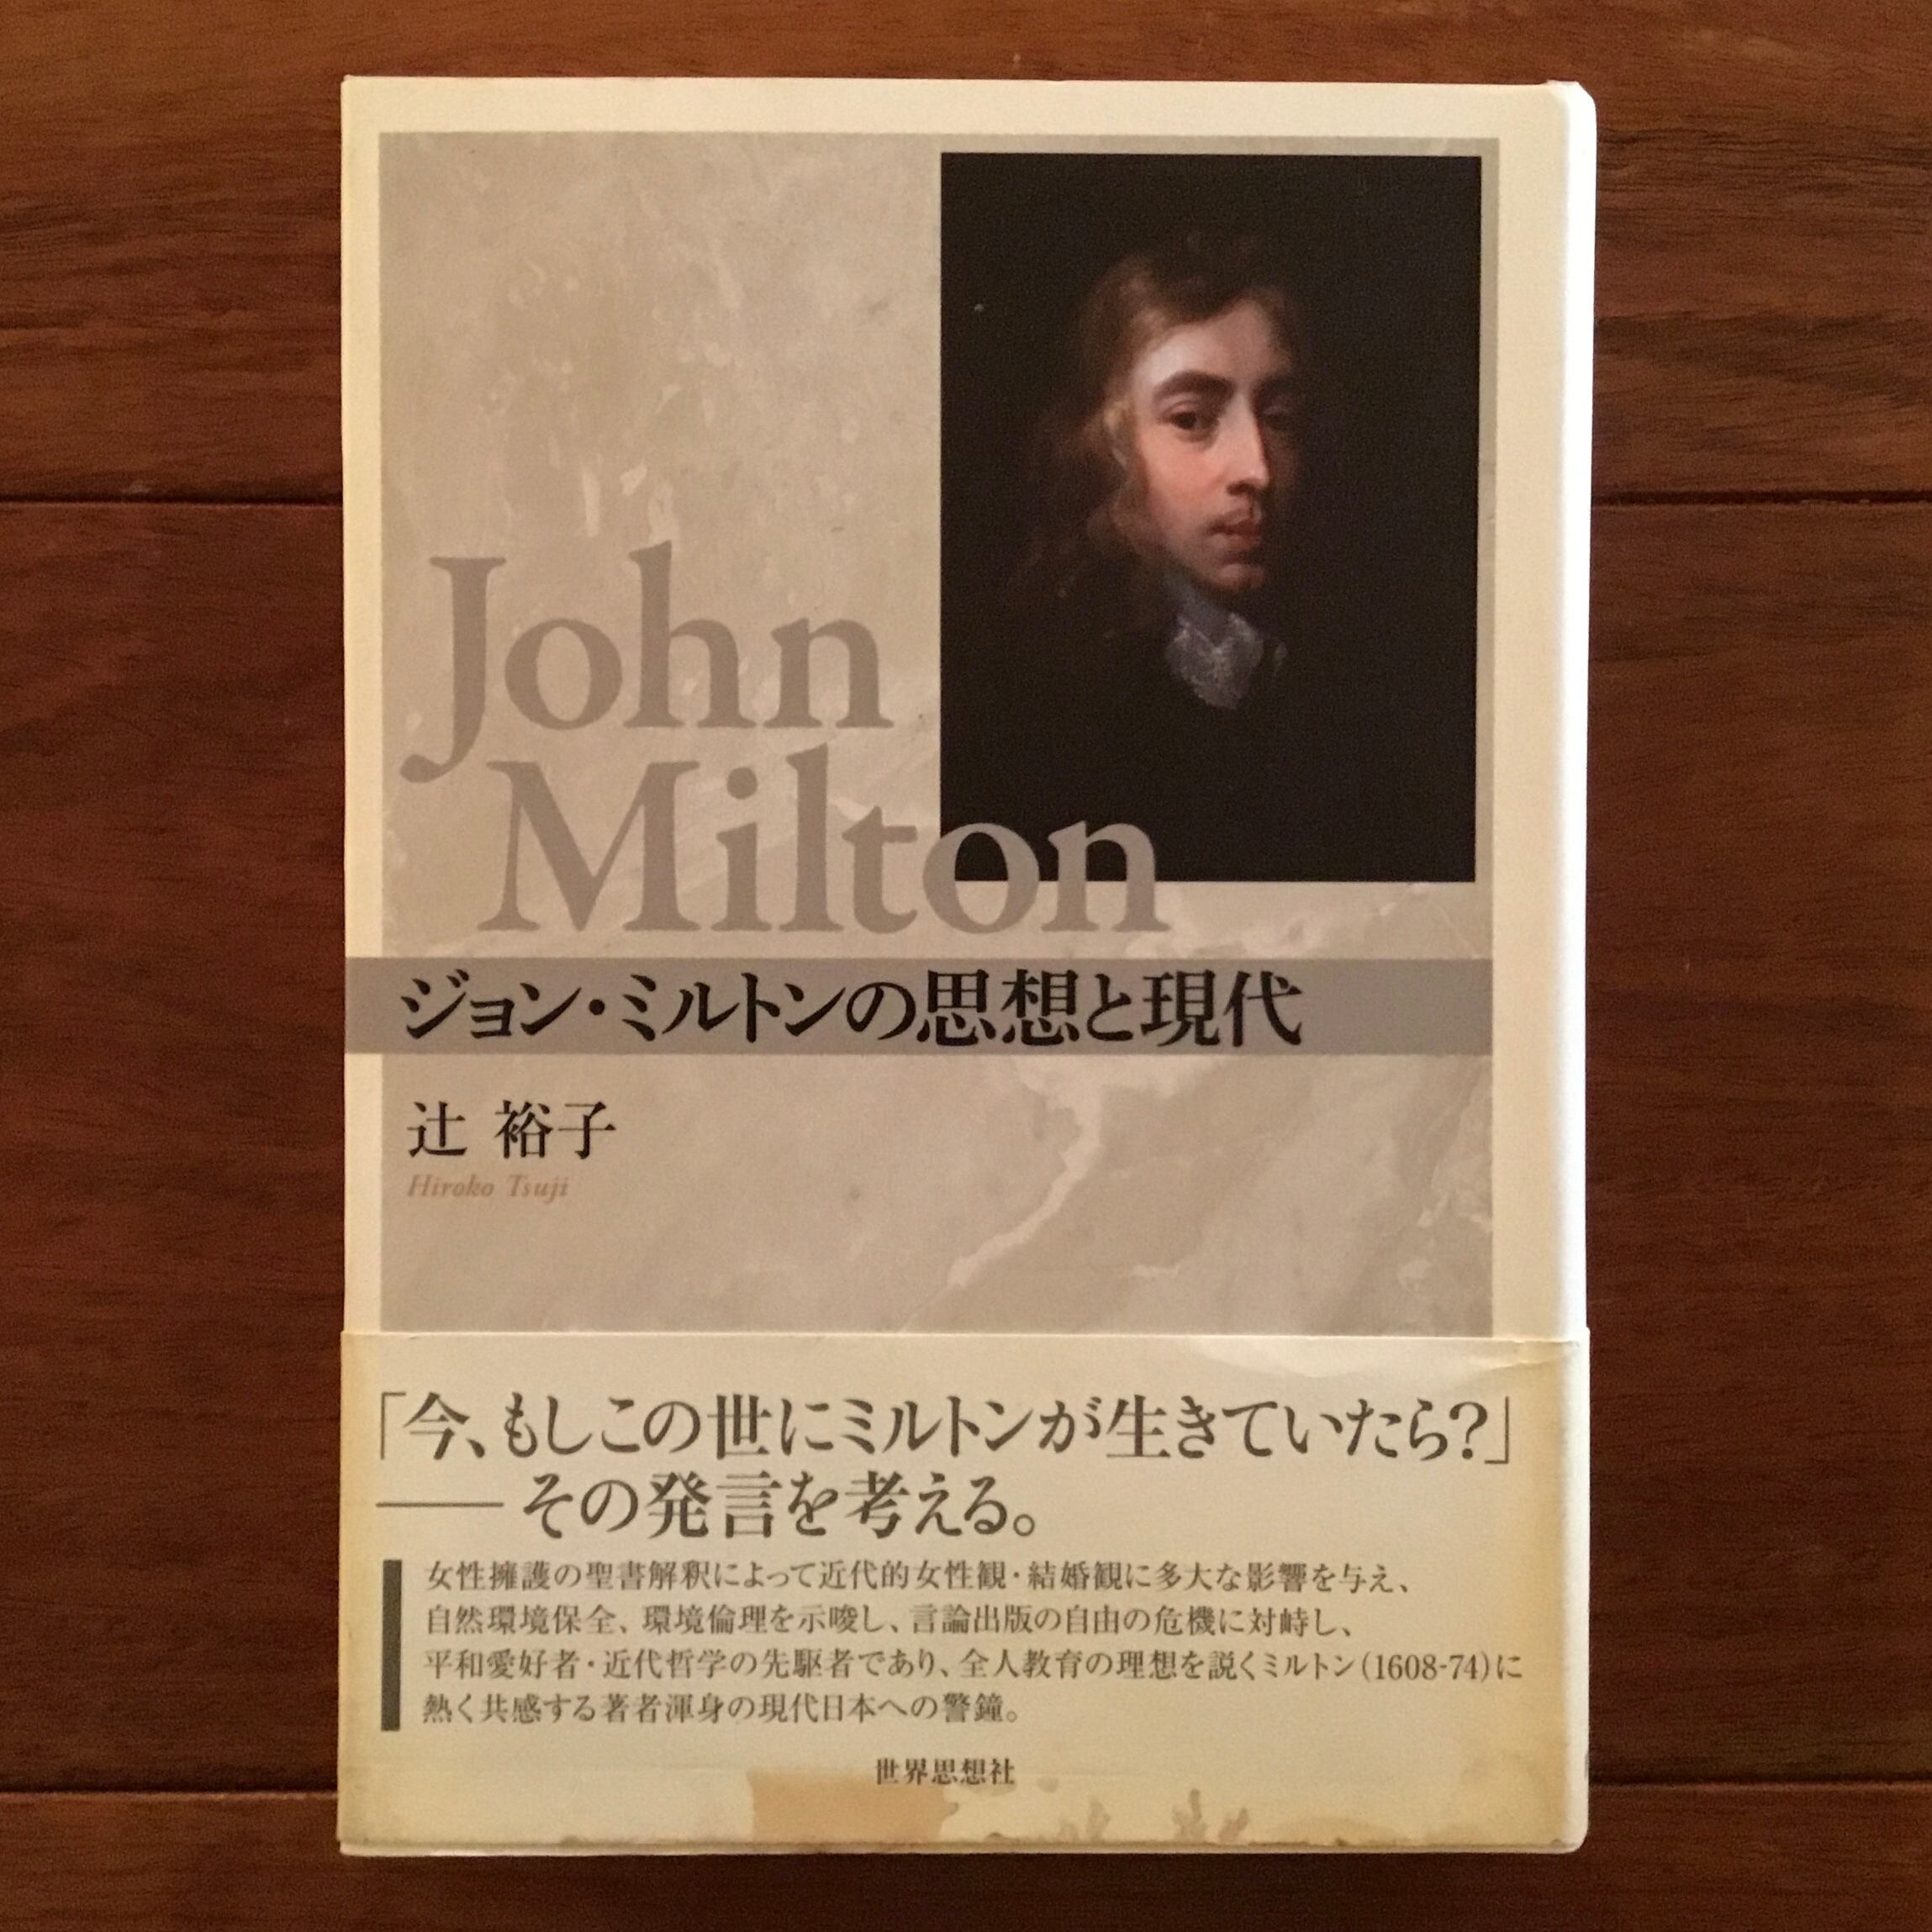 John
Milton
ジョン・ミルトンの思想と現代
辻 裕子
Hiroko Tsuji
「今、もしこの世にミルトンが生きていたら?」
――その発言を考える。
女性擁護の聖書解釈によって近代的女性観・結婚観に多大な影響を与え、
自然環境保全、環境倫理を示唆し、言論出版の自由の危機に対峙し、
平和愛好者・近代哲学の先駆者であり、全人教育の理想を説くミルトン(1608-74)に
熱く共感する著者渾身の現代日本への警鐘。
世界思想社